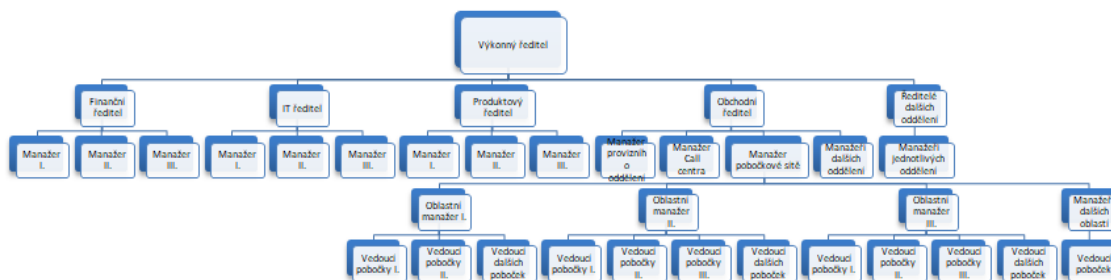 Výkonný ředitel
Finanční
ředitel
IT ředitel
Produktový
ředitel
Obchodní
ředitel
Ředitelé
dalších
oddělení
Manažer
I.
Manažer
II.
Manažer
III.
Manažer
I.
Manažer
II.
Manažer
III.
Manažer
I.
Manažer
II.
Manažer
III.
Manažer
provizníh
o
oddělení
Manažer
Call
centra
Manažer
pobočkové sítě
Manažeři
dalších
oddělení
Manažeři
jednotlivých
oddělení
Oblastní
manažer I.
Oblastní
manažer
II.
Oblastní
manažer
III.
Manažeř
dalších
oblastí
Vedoucí
pobočky I.
Vedoucí
pobočky
II.
Vedoucí
dalších
poboček
Vedoucí
pobočky I.
Vedoucí
pobočky
II.
Vedoucí
pobočky
III.
Vedoucí
dalších
poboček
Vedoucí
pobočky I.
Vedoucí
pobočky
II.
Vedoucí
pobočky
III.
Vedoucí
dalších
poboček
Vedoucí